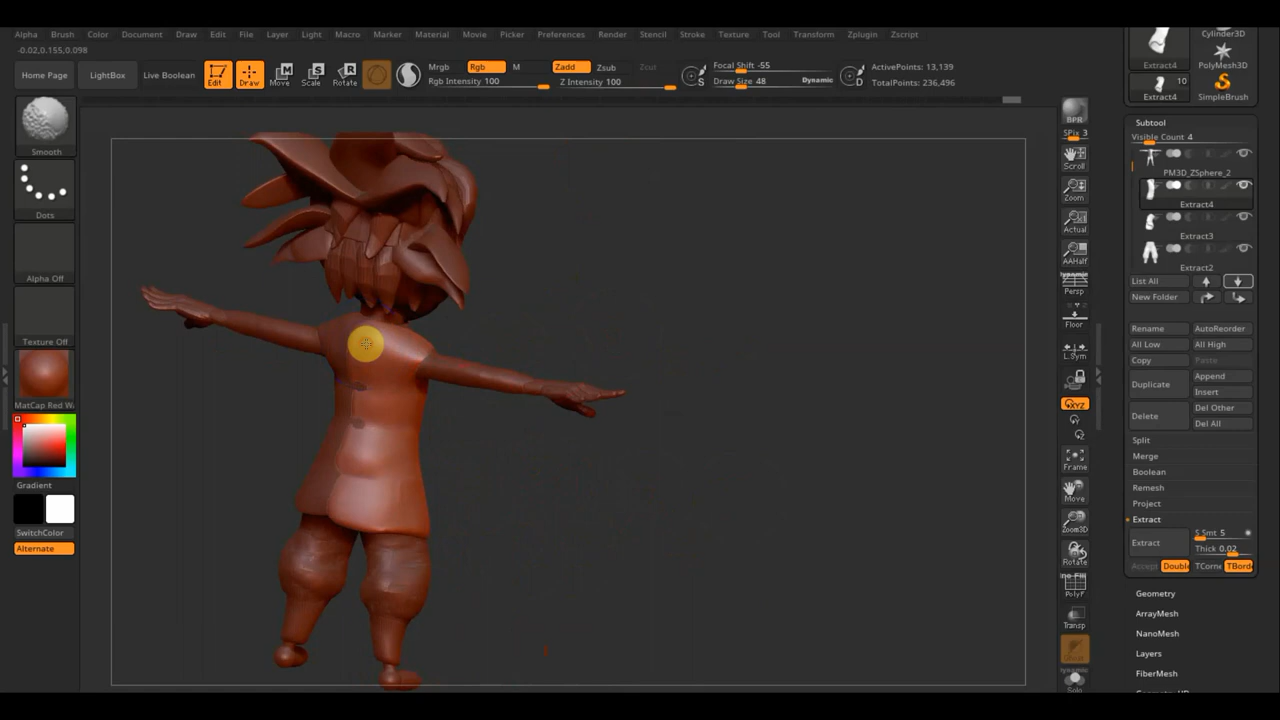 Alpha Brush Color Document Draw Edit File Layer Light Macro Marker Material Movie Picker Preferences Render Stencil Stroke Texture Tool Transform Zplugin Zscript
-0.02,0.155,0.098
Home Page LightBox Live Boolean Edit Draw Move Scale Rotate
Mrgb Rgb M Zadd Zsub Zcut
Rgb Intensity 100 Z Intensity 100
S Focal Shift -55
Draw Size 48 Dynamic
D ActivePoints: 13,139
TotalPoints: 236,496
Extract4 Cylinder3D
PolyMesh3D
10
Extract4 SimpleBrush
Smooth
Dots
Alpha Off
Texture Off
MatCap Red W
Gradient
SwitchColor
Alternate
BPR
SPix 3
Scroll
Zoom
Actual
AAHalf
Dynamic
Persp
Floor
L.Sym
XYZ
Y
Z
Frame
Move
Zoom3D
Rotate
PolyF
Transp
Dynamic
Solo
Subtool
Visible Count 4
PM3D_ZSphere_2
Extract4
Extract3
Extract2
List All
New Folder
Rename AutoReorder
All Low All High
Copy Paste
Duplicate Append
Insert
Delete Del Other
Del All
Split
Merge
Boolean
Remesh
Project
Extract
Extract S Smt 5
Thick 0.02
Accept Double TCorne TBorde
Geometry
ArrayMesh
NanoMesh
Layers
FiberMesh